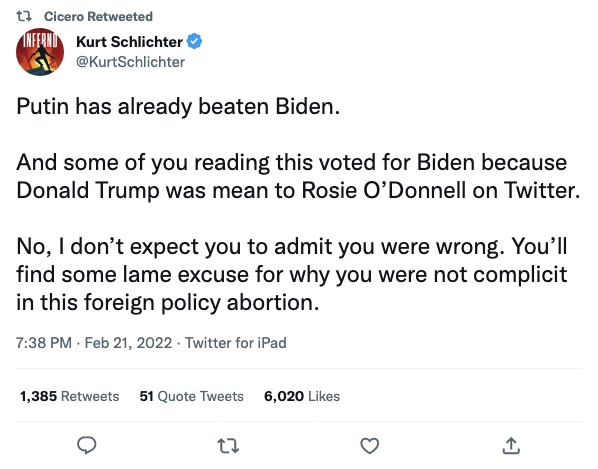 Cicero Retweeted
INFERNO
Kurt Schlichter
@KurtSchlichter
Putin has already beaten Biden.
And some of you reading this voted for Biden because
Donald Trump was mean to Rosie O’Donnell on Twitter.
No, I don’t expect you to admit you were wrong. You’ll
find some lame excuse for why you were not complicit
in this foreign policy abortion.
7:38 PM · Feb 21, 2022 · Twitter for iPad
1,385 Retweets 51 Quote Tweets 6,020 Likes